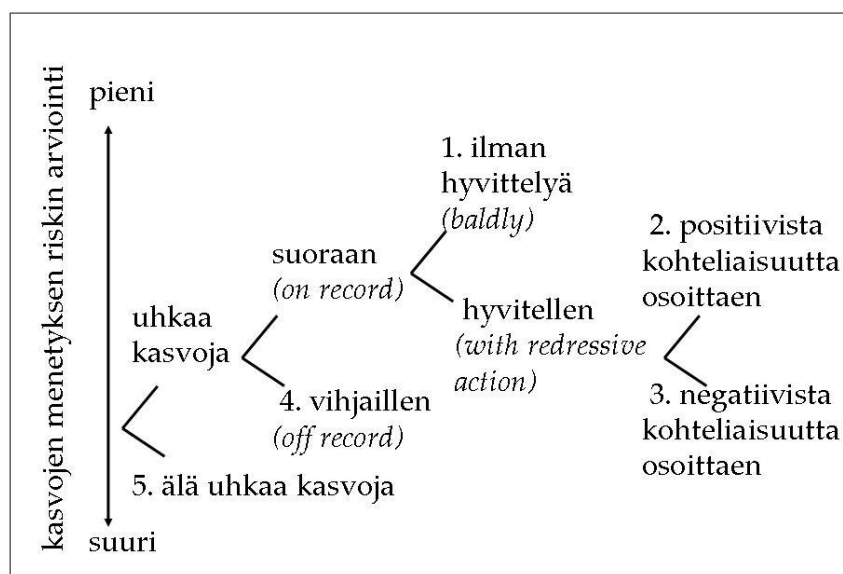 kasvojen menetyksen riskin arviointi
pieni
1. ilman
hyvittelyä
(baldly)
suoraan
(on record)
2. positiivista
kohteliaisuutta
osoittaen
uhkaa
kasvoja
hyvitellen
(with redressive
action)
4. vihjaillen
(off record)
3. negatiivista
kohteliaisuutta
osoittaen
5. älä uhkaa kasvoja
suuri